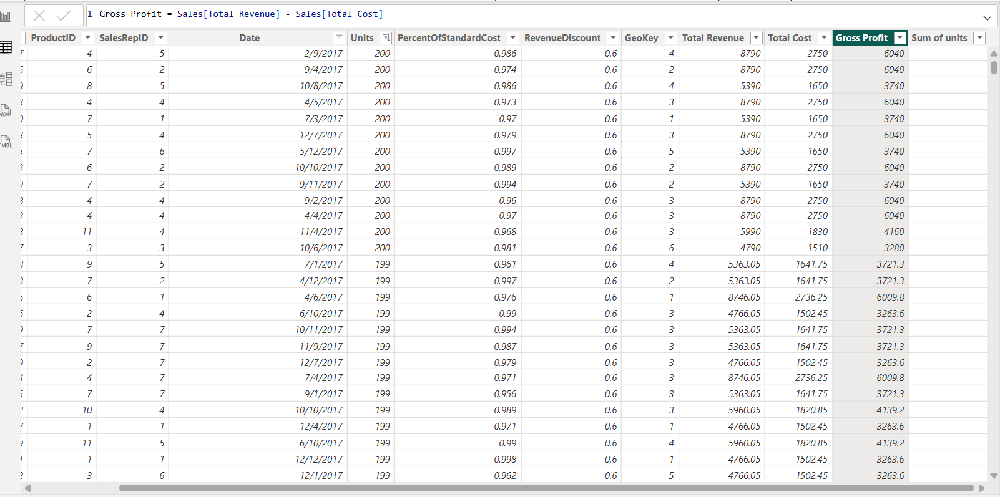 1 Gross Profit = Sales[Total Revenue] - Sales[Total Cost]
ProductID SalesRepID Date Units PercentOfStandardCost RevenueDiscount GeoKey Total Revenue Total Cost Gross Profit Sum of units
4 5 2/9/2017 200 0.986 0.6 4 8790 2750 6040
6 2 9/4/2017 200 0.974 0.6 2 8790 2750 6040
8 5 10/8/2017 200 0.986 0.6 4 5390 1650 3740
4 4 4/5/2017 200 0.973 0.6 3 8790 2750 6040
7 1 7/3/2017 200 0.97 0.6 1 5390 1650 3740
5 4 12/7/2017 200 0.979 0.6 3 8790 2750 6040
7 6 5/12/2017 200 0.997 0.6 5 5390 1650 3740
6 2 10/10/2017 200 0.989 0.6 2 8790 2750 6040
7 2 9/11/2017 200 0.994 0.6 2 5390 1650 3740
4 4 9/2/2017 200 0.96 0.6 3 8790 2750 6040
4 4 4/4/2017 200 0.97 0.6 3 8790 2750 6040
11 4 11/4/2017 200 0.968 0.6 3 5990 1830 4160
3 3 10/6/2017 200 0.981 0.6 6 4790 1510 3280
9 5 7/1/2017 199 0.961 0.6 4 5363.05 1641.75 3721.3
7 2 4/12/2017 199 0.997 0.6 2 5363.05 1641.75 3721.3
6 1 4/6/2017 199 0.976 0.6 1 8746.05 2736.25 6009.8
2 4 6/10/2017 199 0.99 0.6 3 4766.05 1502.45 3263.6
7 7 10/11/2017 199 0.994 0.6 3 5363.05 1641.75 3721.3
9 7 11/9/2017 199 0.987 0.6 3 5363.05 1641.75 3721.3
2 7 12/7/2017 199 0.979 0.6 3 4766.05 1502.45 3263.6
4 7 7/4/2017 199 0.971 0.6 3 8746.05 2736.25 6009.8
7 7 9/1/2017 199 0.956 0.6 3 5363.05 1641.75 3721.3
10 4 10/10/2017 199 0.989 0.6 3 5960.05 1820.85 4139.2
1 1 12/4/2017 199 0.971 0.6 1 4766.05 1502.45 3263.6
11 5 6/10/2017 199 0.99 0.6 4 5960.05 1820.85 4139.2
1 1 12/12/2017 199 0.998 0.6 1 4766.05 1502.45 3263.6
3 6 12/1/2017 199 0.962 0.6 5 4766.05 1502.45 3263.6